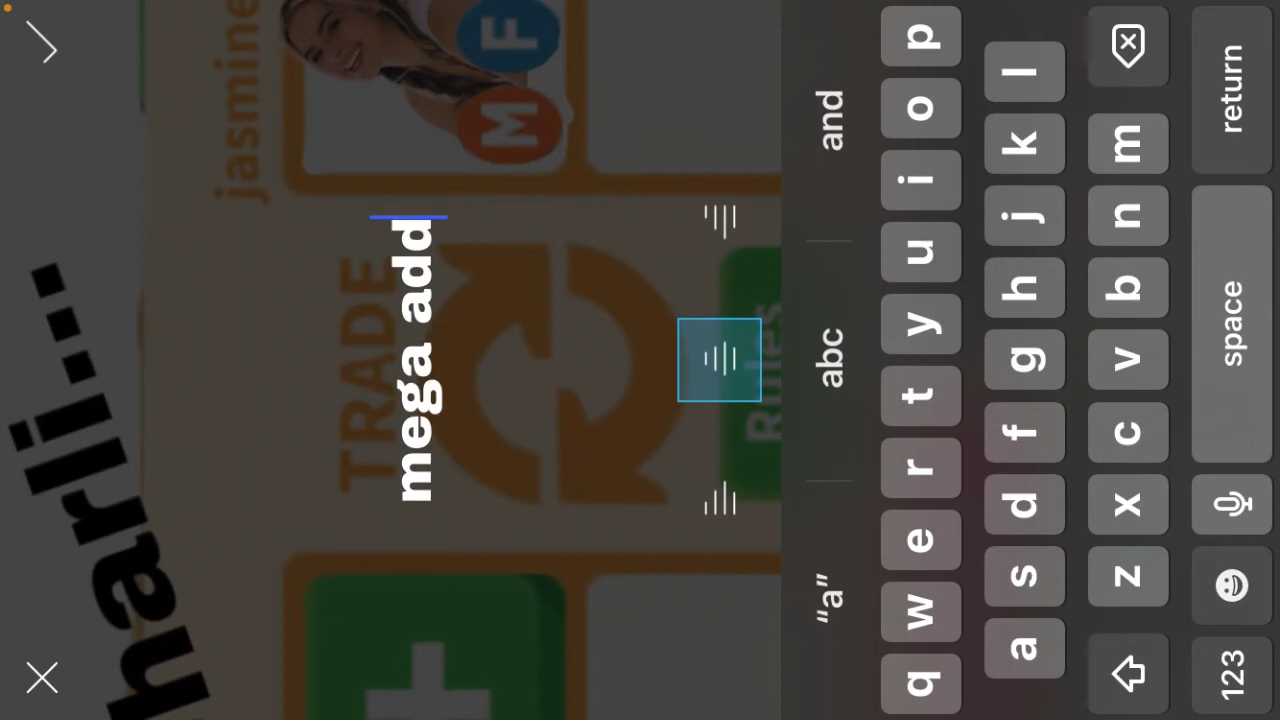 jasmine
M F
TRADE
mega add
Rules
harli...
"a" abc and
q w e r t y u i o p
a s d f g h j k l
z x c v b n m
123 space return